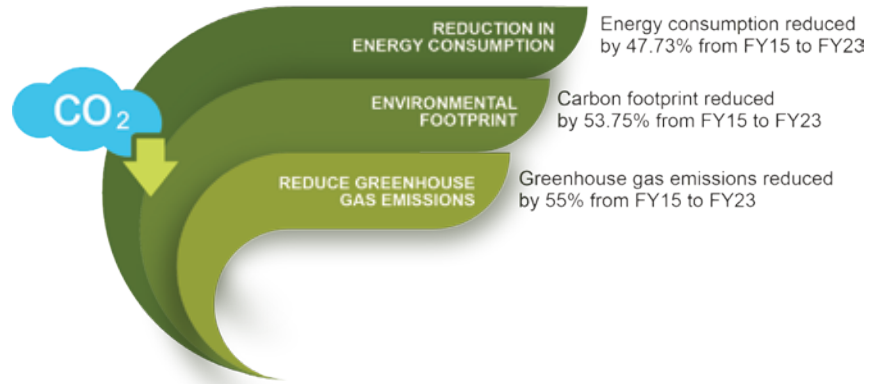 REDUCTION IN
ENERGY CONSUMPTION
Energy consumption reduced
by 47.73% from FY15 to FY23
CO2
ENVIRONMENTAL
FOOTPRINT
Carbon footprint reduced
by 53.75% from FY15 to FY23
REDUCE GREENHOUSE
GAS EMISSIONS
Greenhouse gas emissions reduced
by 55% from FY15 to FY23